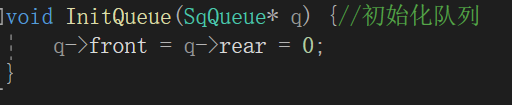 void InitQueue(SqQueue* q) {//初始化队列
q->front = q->rear = 0;
}